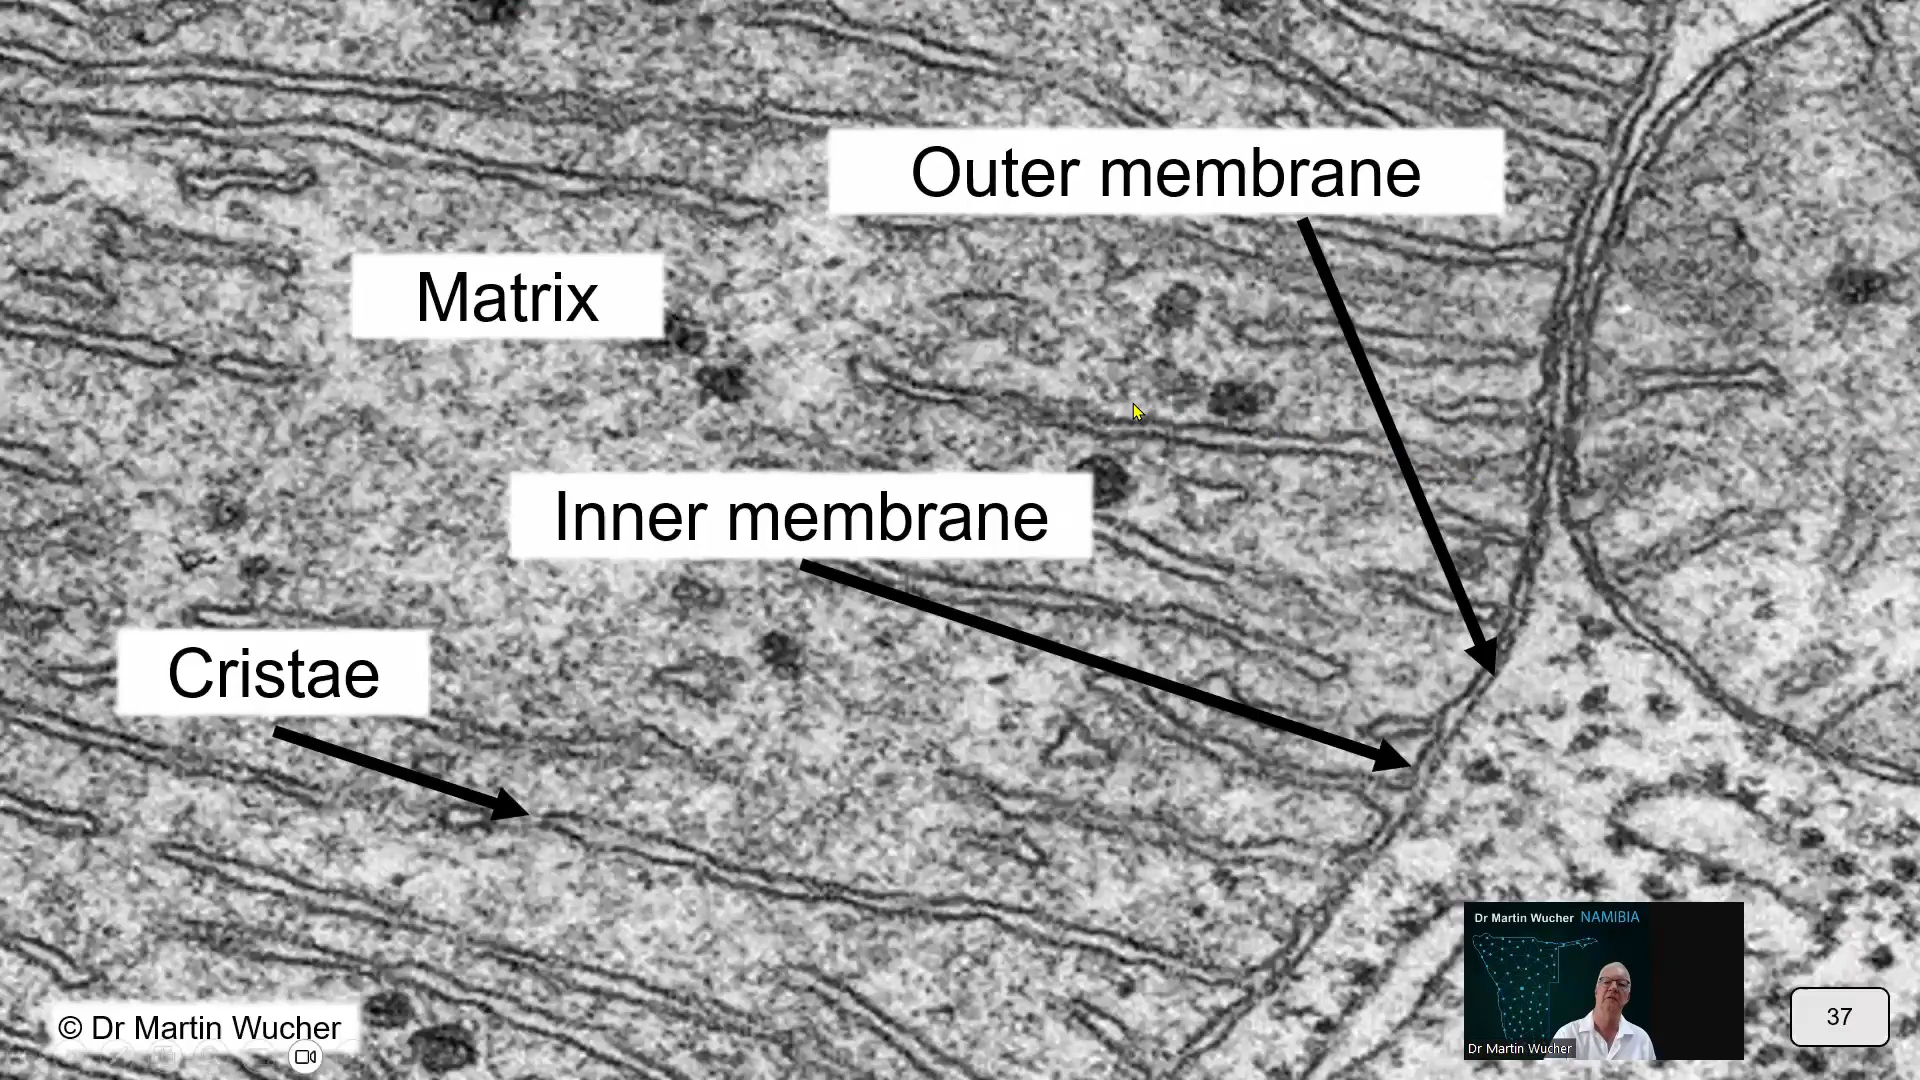 Outer membrane
Matrix
Inner membrane
Cristae
Dr Martin Wucher NAMIBIA
© Dr Martin Wucher
37
Dr Martin Wucher